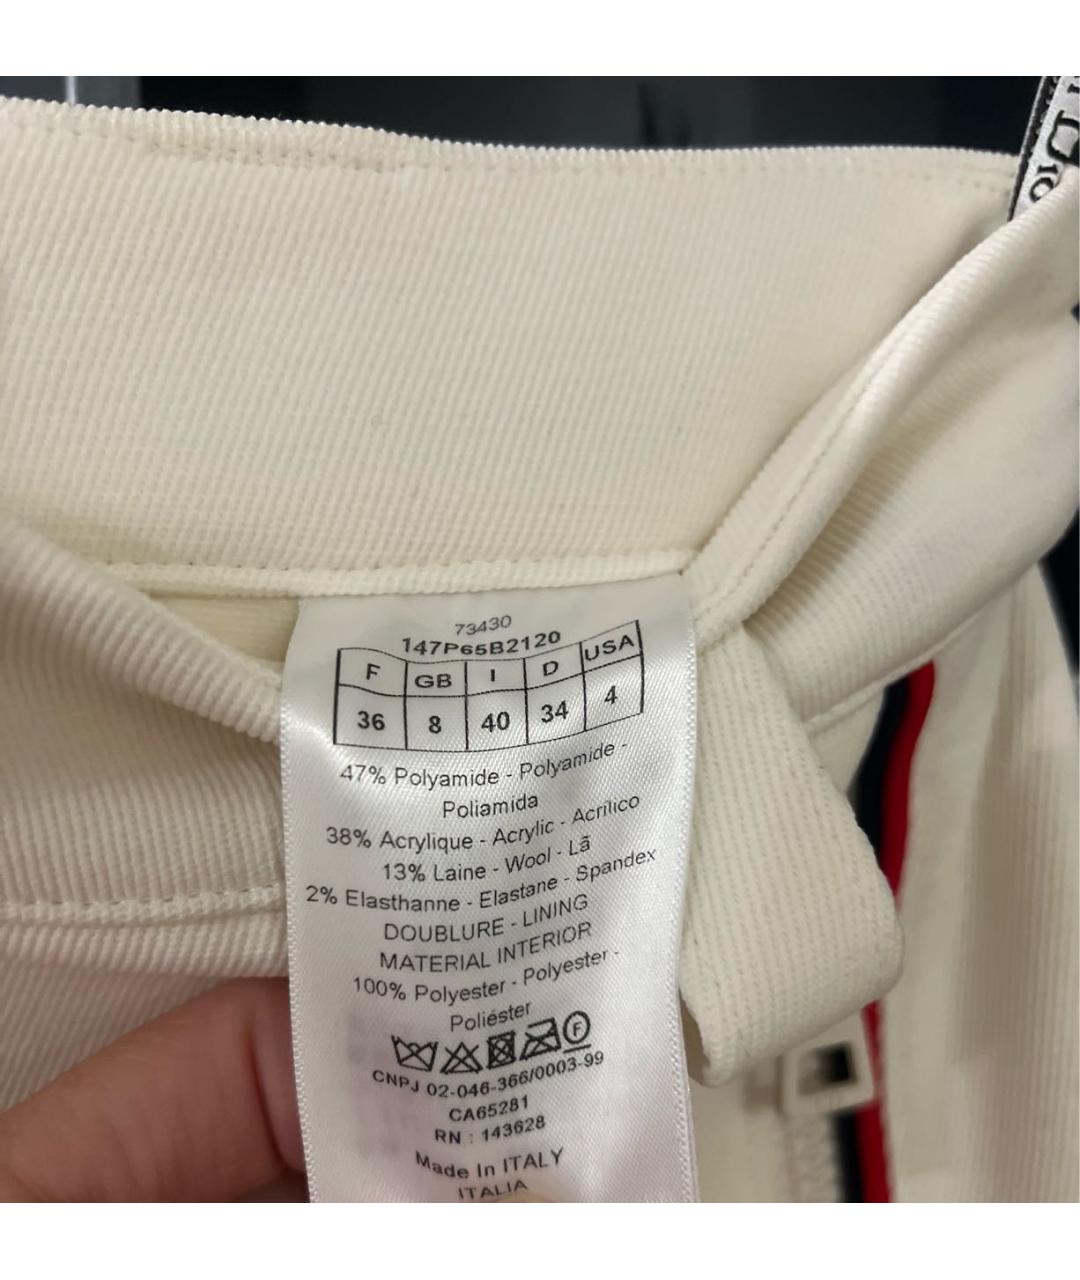 73430
147P65B2120
F GB I D USA
36 8 40 34 4
47% Polyamide - Polyamide -
Poliamida
38% Acrylique - Acrylic - Acrílico
13% Laine - Wool - Lã
2% Elasthanne - Elastane - Spandex
DOUBLURE - LINING
MATERIAL INTERIOR
100% Polyester - Polyester -
Poliéster
F
CNPJ 02-046-366/0003-99
CA65281
RN : 143628
Made In ITALY
ITALIA